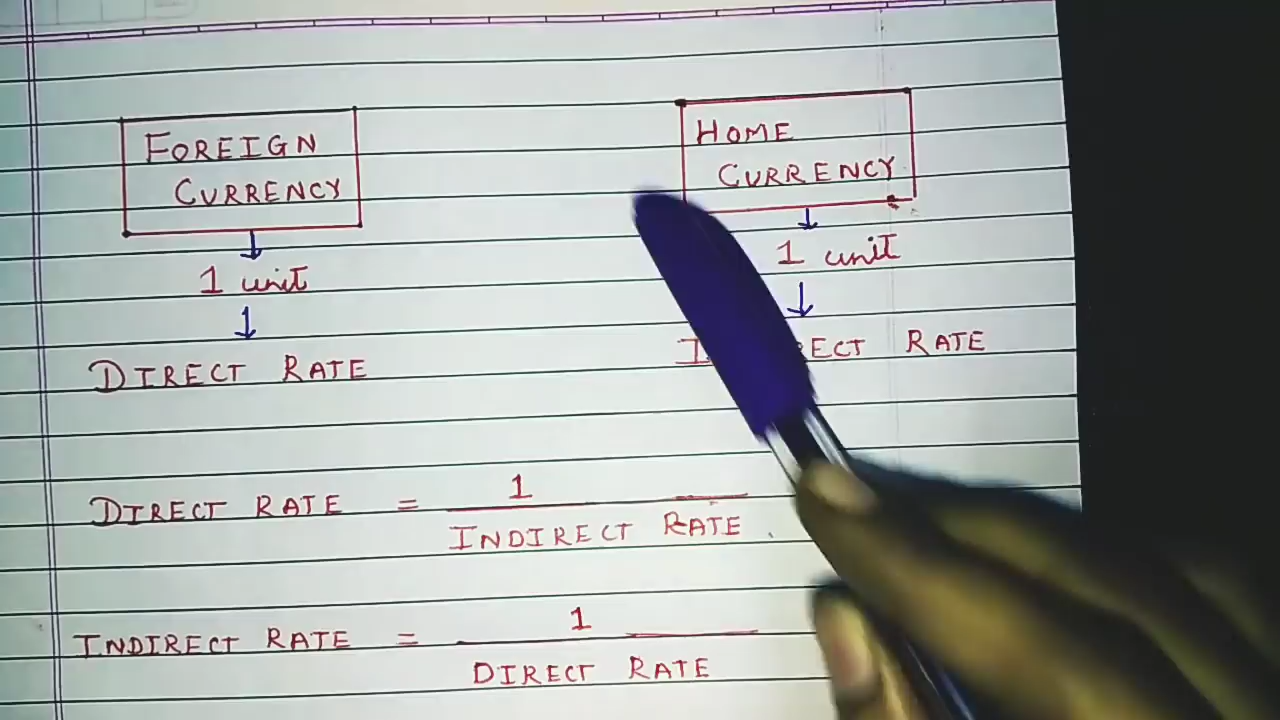 FOREIGN
CURRENCY
1 unit
DIRECT RATE
HOME
CURRENCY
1 unit
RATE
DIRECT RATE = 1
INDIRECT RATE.
INDIRECT RATE = 1
DIRECT RATE